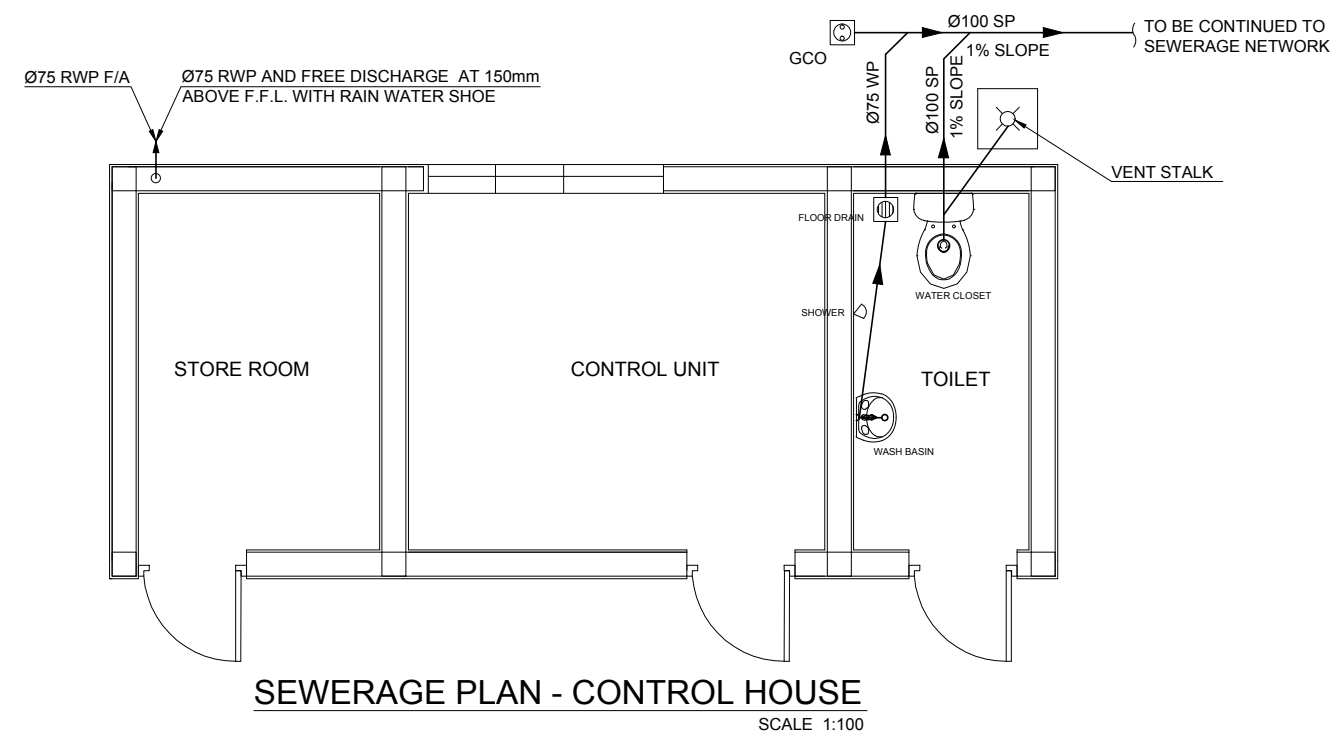 Ø100 SP
1% SLOPE
TO BE CONTINUED TO
SEWERAGE NETWORK
GCO
Ø75 RWP F/A
Ø75 RWP AND FREE DISCHARGE AT 150mm
ABOVE F.F.L. WITH RAIN WATER SHOE
Ø75 WP
Ø100 SP
1% SLOPE
VENT STALK
FLOOR DRAIN
WATER CLOSET
SHOWER
STORE ROOM
CONTROL UNIT
TOILET
WASH BASIN
SEWERAGE PLAN - CONTROL HOUSE
SCALE 1:100